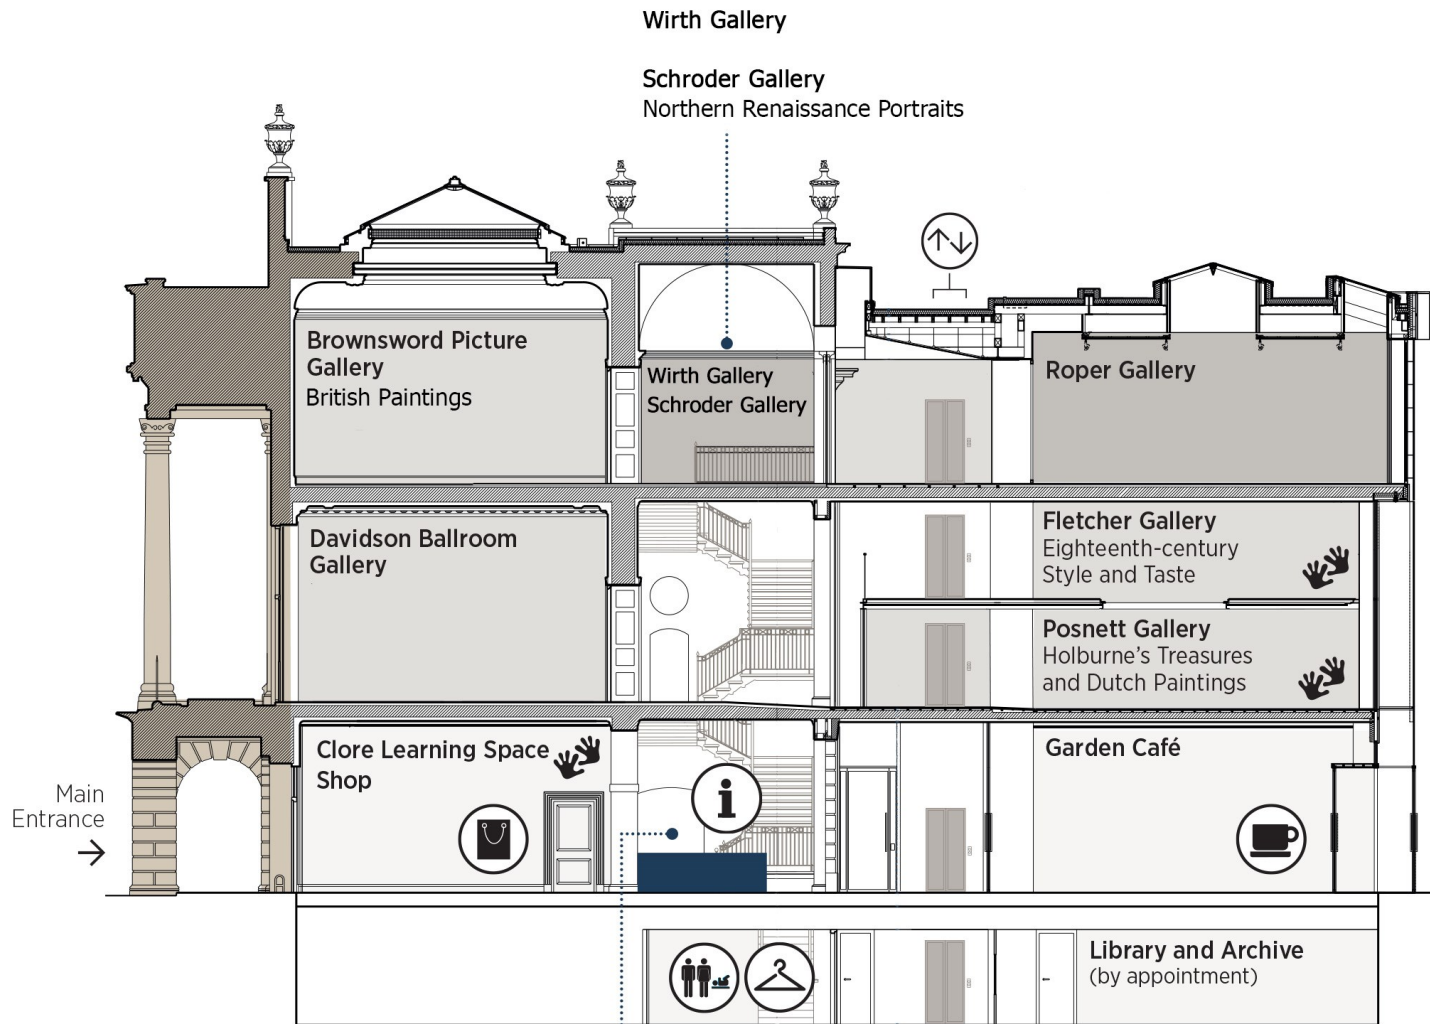 Wirth Gallery
Schroder Gallery
Northern Renaissance Portraits
Brownsword Picture
Gallery
British Paintings
Wirth Gallery
Schroder Gallery
Roper Gallery
Davidson Ballroom
Gallery
Fletcher Gallery
Eighteenth-century
Style and Taste
Posnett Gallery
Holburne’s Treasures
and Dutch Paintings
Main
Entrance
Clore Learning Space
Shop
i
Garden Café
Library and Archive
(by appointment)